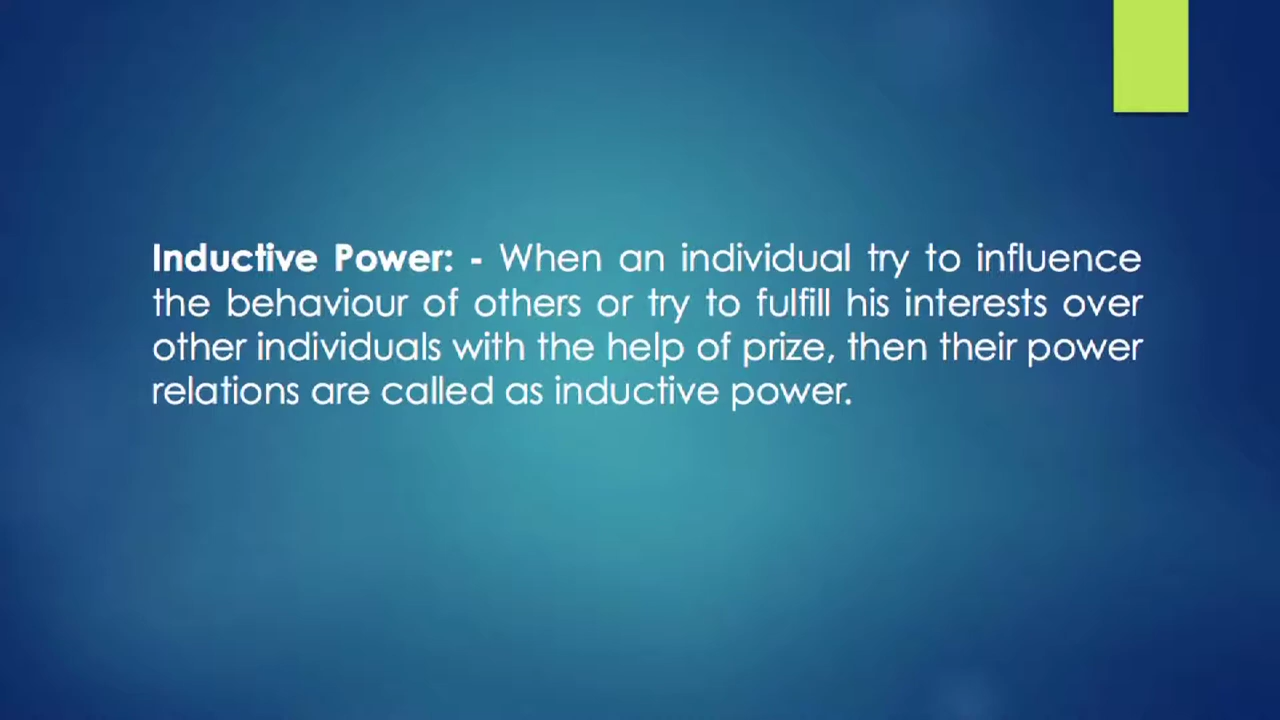 Inductive Power: - When an individual try to influence
the behaviour of others or try to fulfill his interests over
other individuals with the help of prize, then their power
relations are called as inductive power.